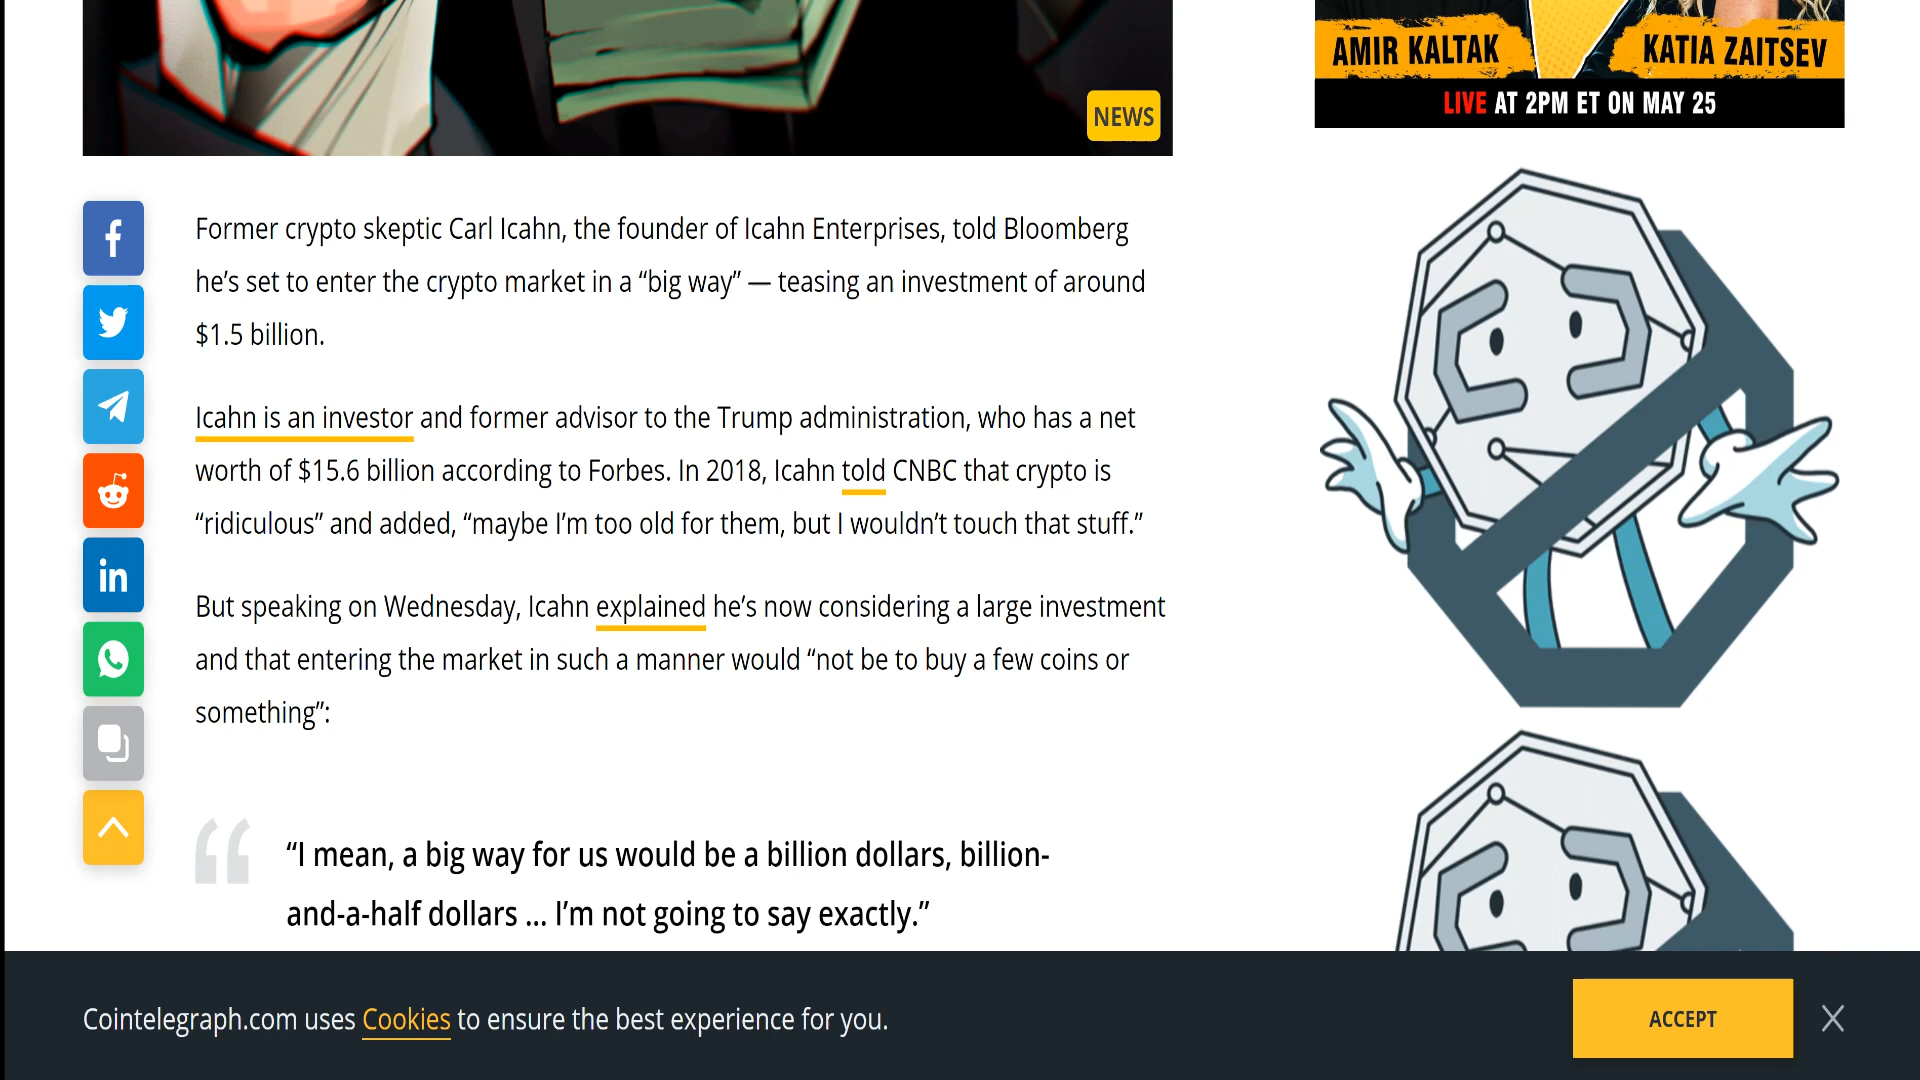 AMIR KALTAK
KATIA ZAITSEV
LIVE AT 2PM ET ON MAY 25
NEWS
Former crypto skeptic Carl Icahn, the founder of Icahn Enterprises, told Bloomberg
he’s set to enter the crypto market in a “big way” — teasing an investment of around
$1.5 billion.
Icahn is an investor and former advisor to the Trump administration, who has a net
worth of $15.6 billion according to Forbes. In 2018, Icahn told CNBC that crypto is
“ridiculous” and added, “maybe I’m too old for them, but I wouldn’t touch that stuff.”
But speaking on Wednesday, Icahn explained he’s now considering a large investment
and that entering the market in such a manner would “not be to buy a few coins or
something”:
“I mean, a big way for us would be a billion dollars, billion-
and-a-half dollars ... I’m not going to say exactly.”
Cointelegraph.com uses Cookies to ensure the best experience for you.
ACCEPT